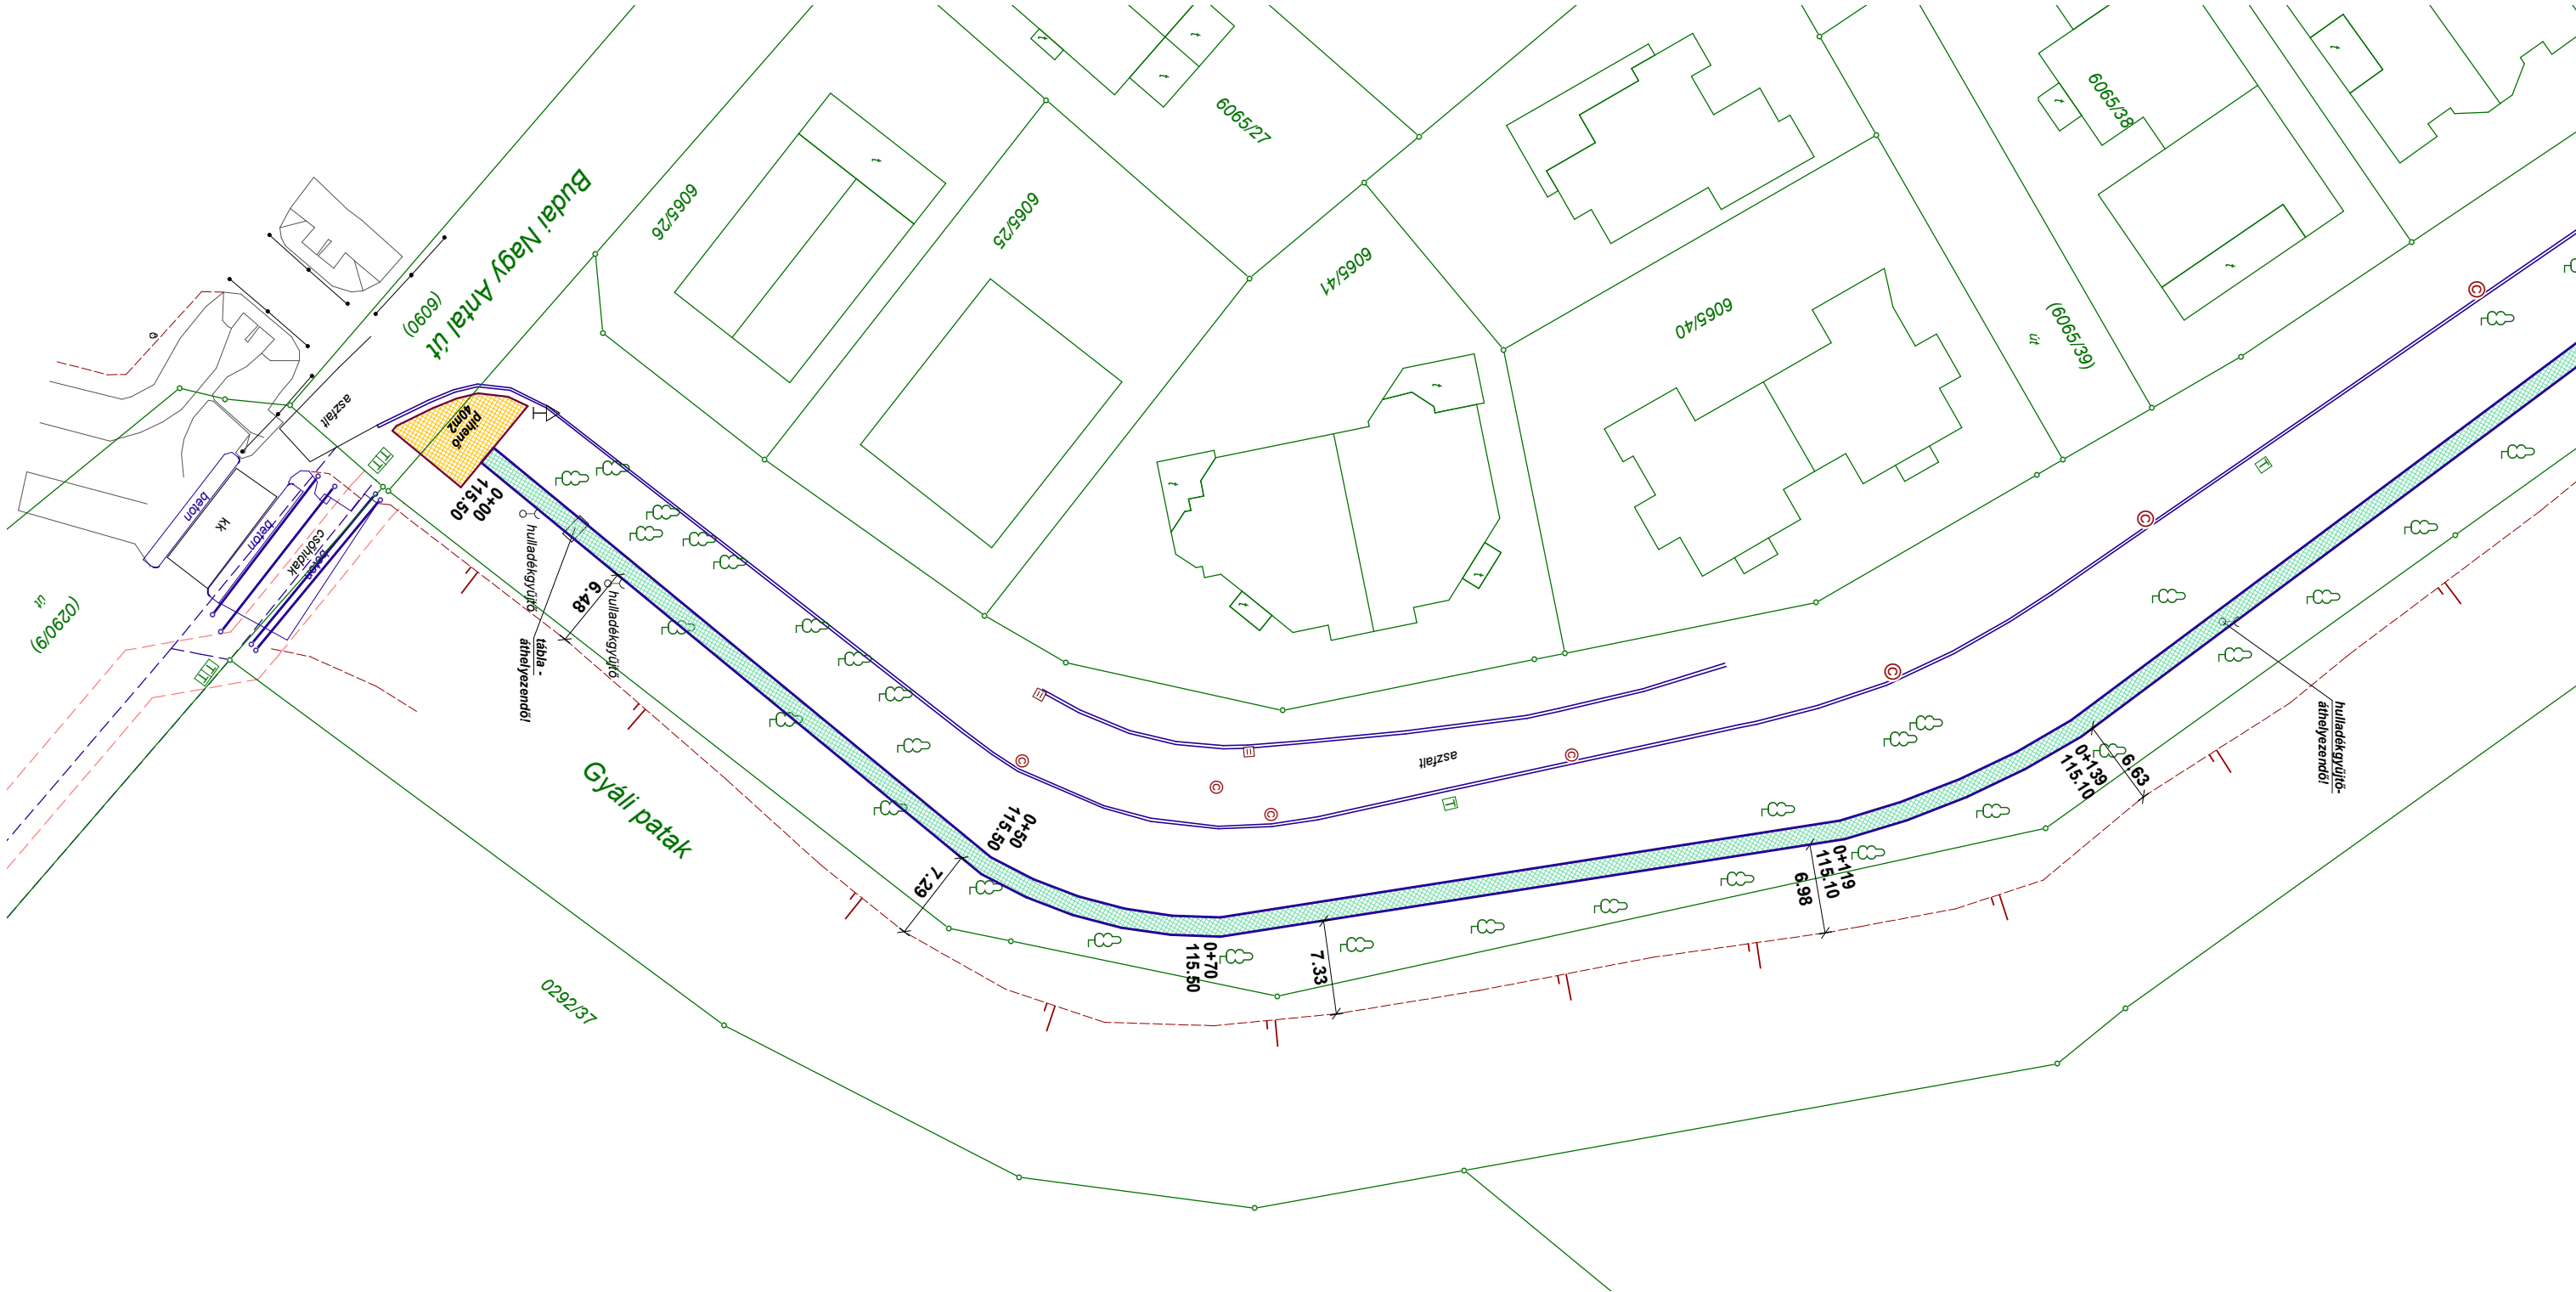 6065/27
6065/38
6065/26
6065/25
Budai Nagy Antal út
(6090)
6065/41
6065/40
(6065/39)
út
aszfalt
pihenő
40m2
0+00
115.50
beton
kk
beton
csőhidak
beton
hulladékgyűjtő
hulladékgyűjtő
6.48
tábla -
áthelyezendő!
(0290/9)
út
Gyáli patak
aszfalt
hulladékgyűjtő-
áthelyezendő!
0+50
115.50
7.29
0+70
115.50
7.33
0+119
115.10
6.98
0+139
115.10
6.63
0292/37